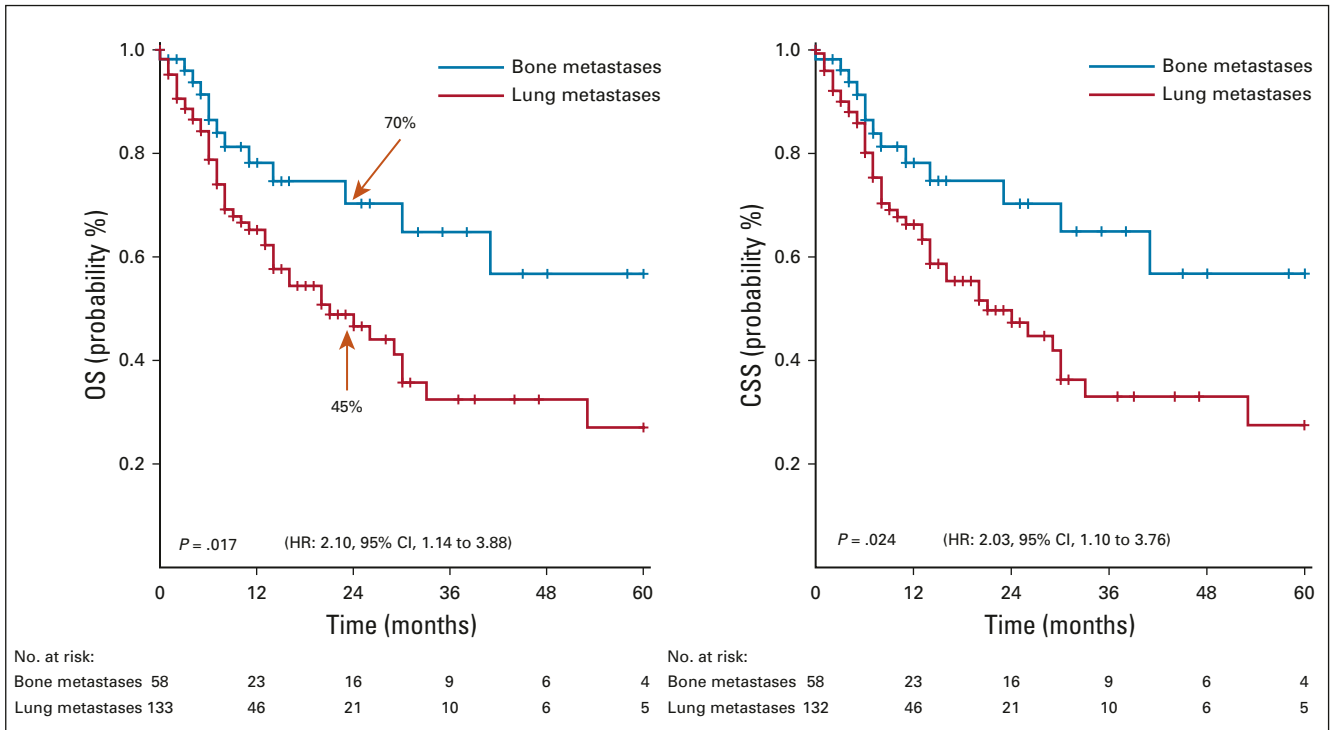 OS (probability %)
1.0
0.8
0.6
0.4
0.2
Bone metastases
Lung metastases
70%
45%
P = .017 (HR: 2.10, 95% CI, 1.14 to 3.88)
0 12 24 36 48 60
Time (months)
No. at risk:
Bone metastases 58 23 16 9 6 4
Lung metastases 133 46 21 10 6 5
CSS (probability %)
1.0
0.8
0.6
0.4
0.2
Bone metastases
Lung metastases
P = .024 (HR: 2.03, 95% CI, 1.10 to 3.76)
0 12 24 36 48 60
Time (months)
No. at risk:
Bone metastases 58 23 16 9 6 4
Lung metastases 132 46 21 10 6 5